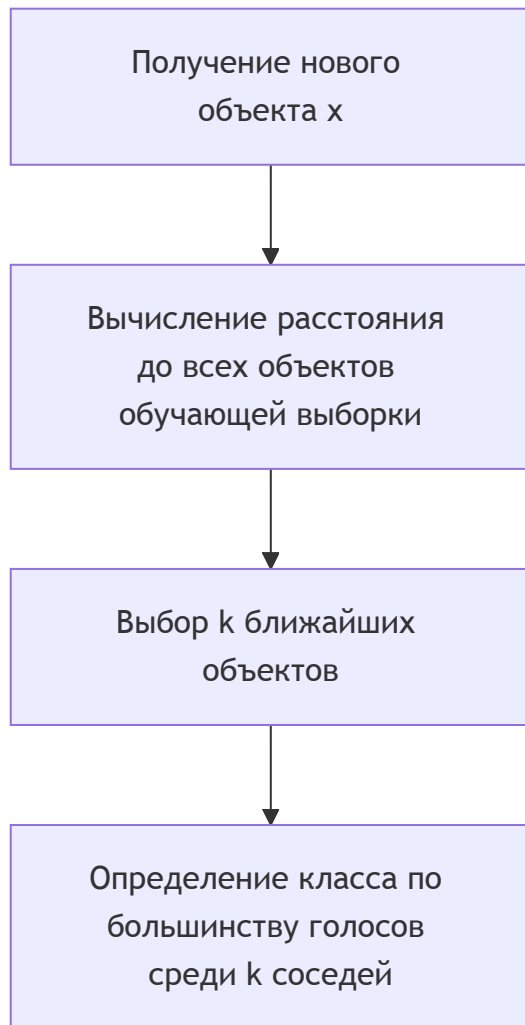 Получение нового
объекта x
Вычисление расстояния
до всех объектов
обучающей выборки
Выбор k ближайших
объектов
Определение класса по
большинству голосов
среди k соседей